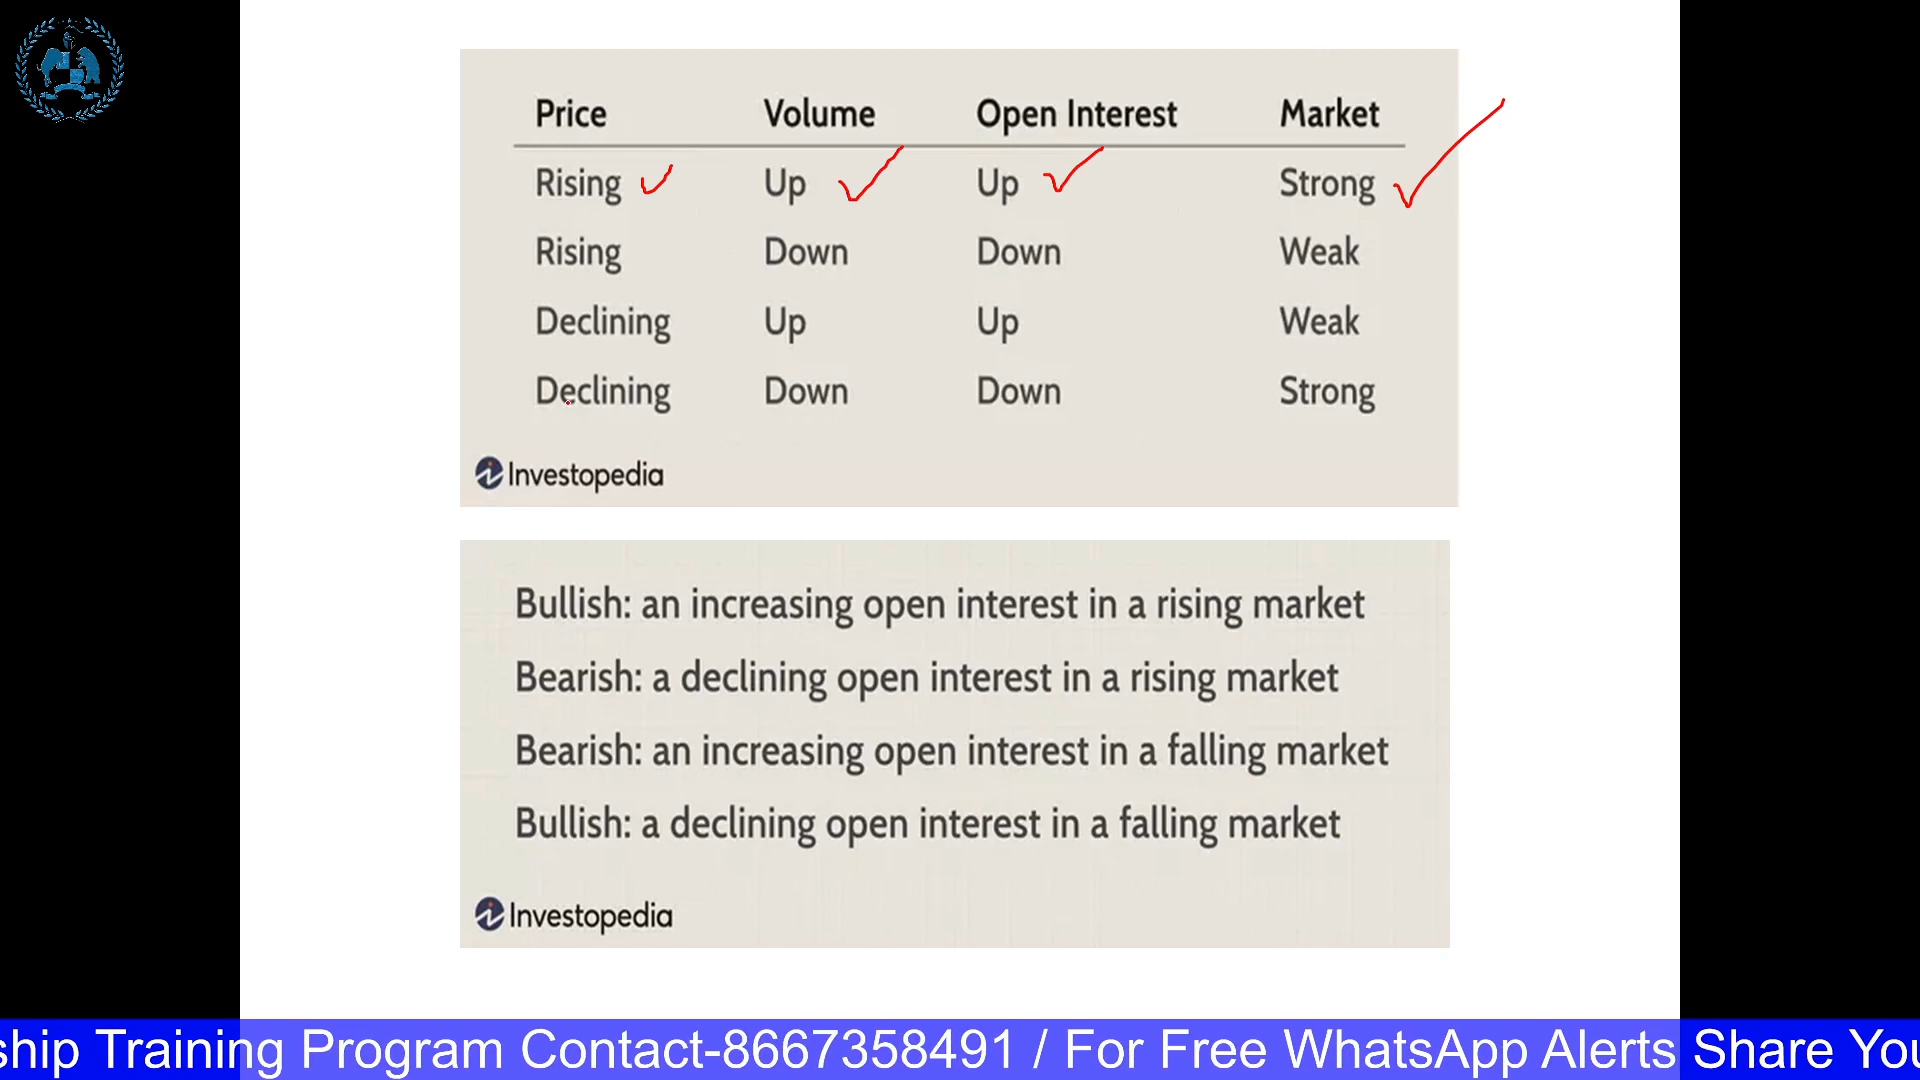 Price Volume Open Interest Market
Rising Up Up Strong
Rising Down Down Weak
Declining Up Up Weak
Declining Down Down Strong
Investopedia
Bullish: an increasing open interest in a rising market
Bearish: a declining open interest in a rising market
Bearish: an increasing open interest in a falling market
Bullish: a declining open interest in a falling market
Investopedia
ship Training Program Contact-8667358491 / For Free WhatsApp Alerts Share You